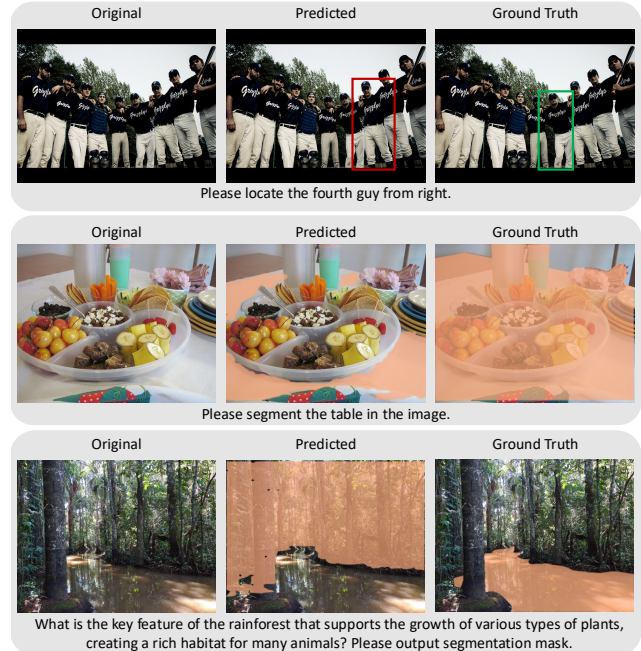 Original Predicted Ground Truth
Please locate the fourth guy from right.
Original Predicted Ground Truth
Please segment the table in the image.
Original Predicted Ground Truth
What is the key feature of the rainforest that supports the growth of various types of plants,
creating a rich habitat for many animals? Please output segmentation mask.